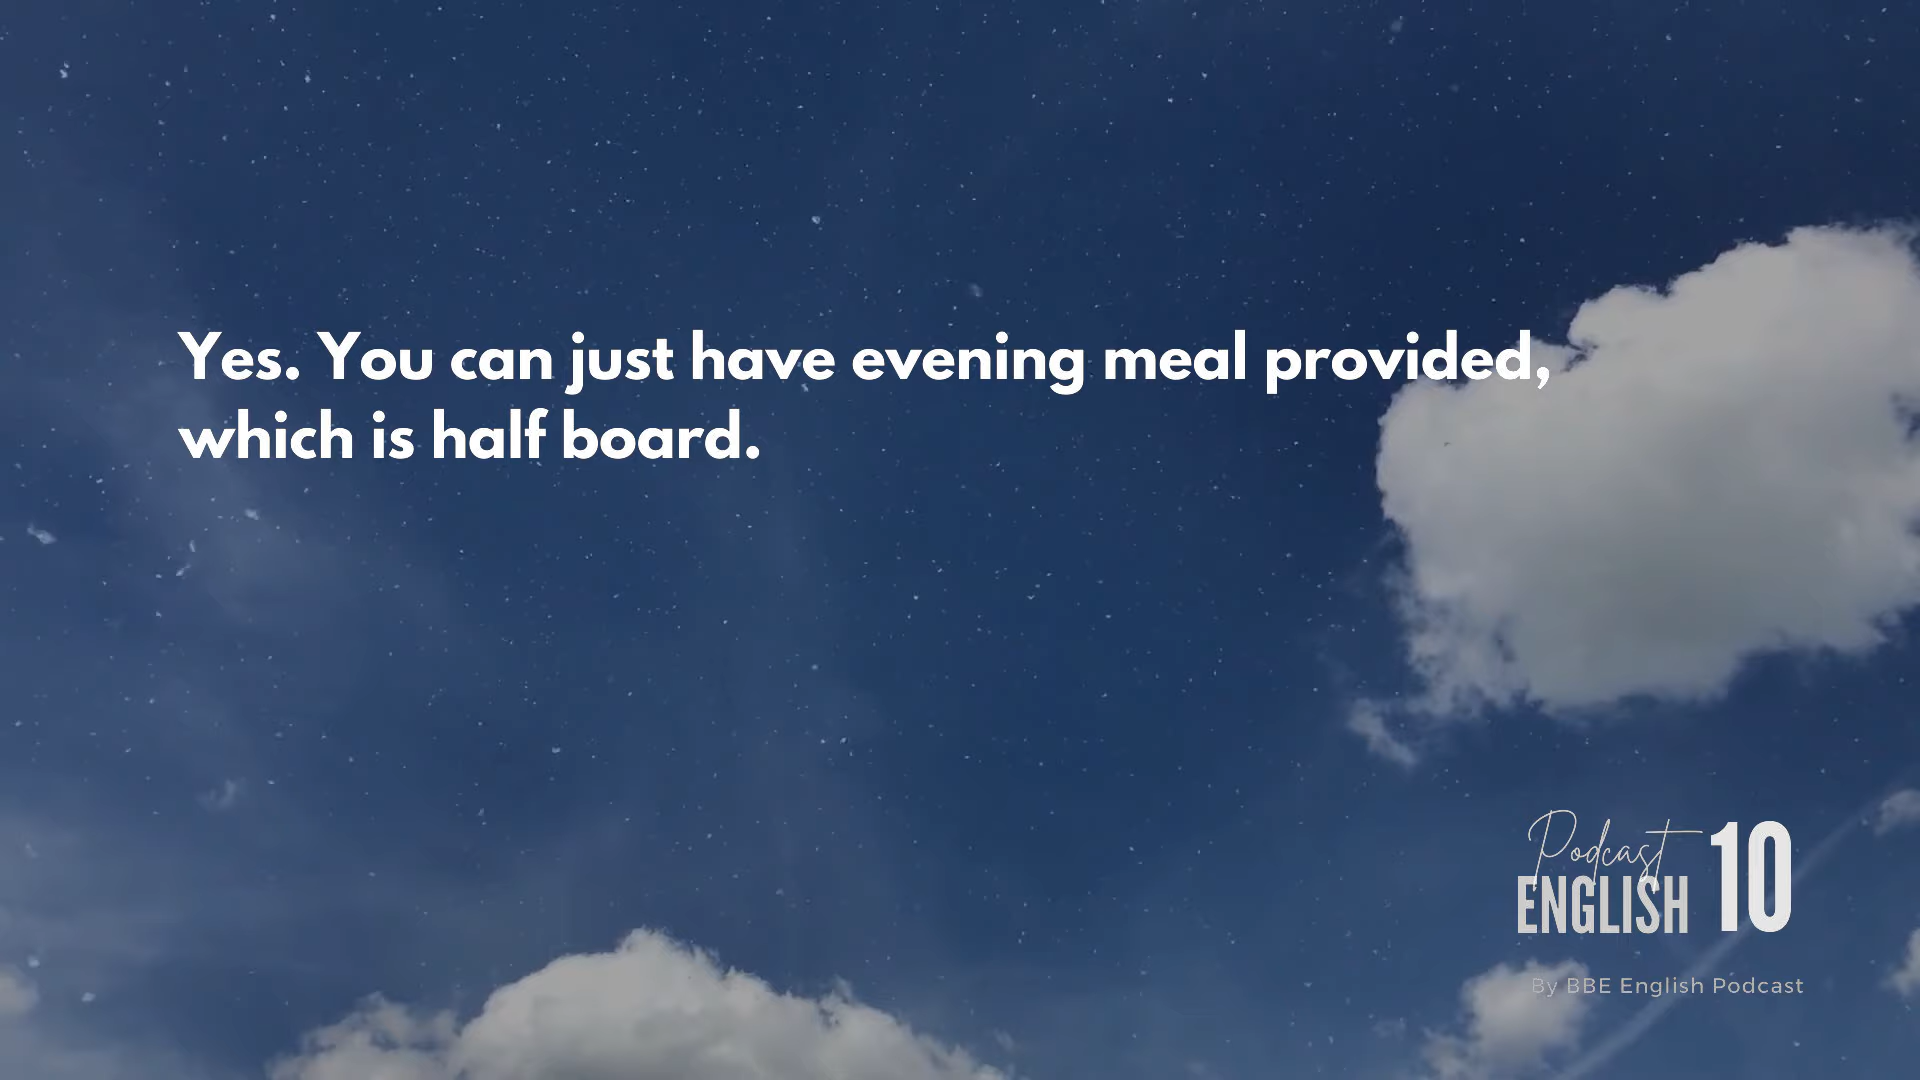 Yes. You can just have evening meal provided,
which is half board.
Podcast
ENGLISH 10
By BBE English Podcast